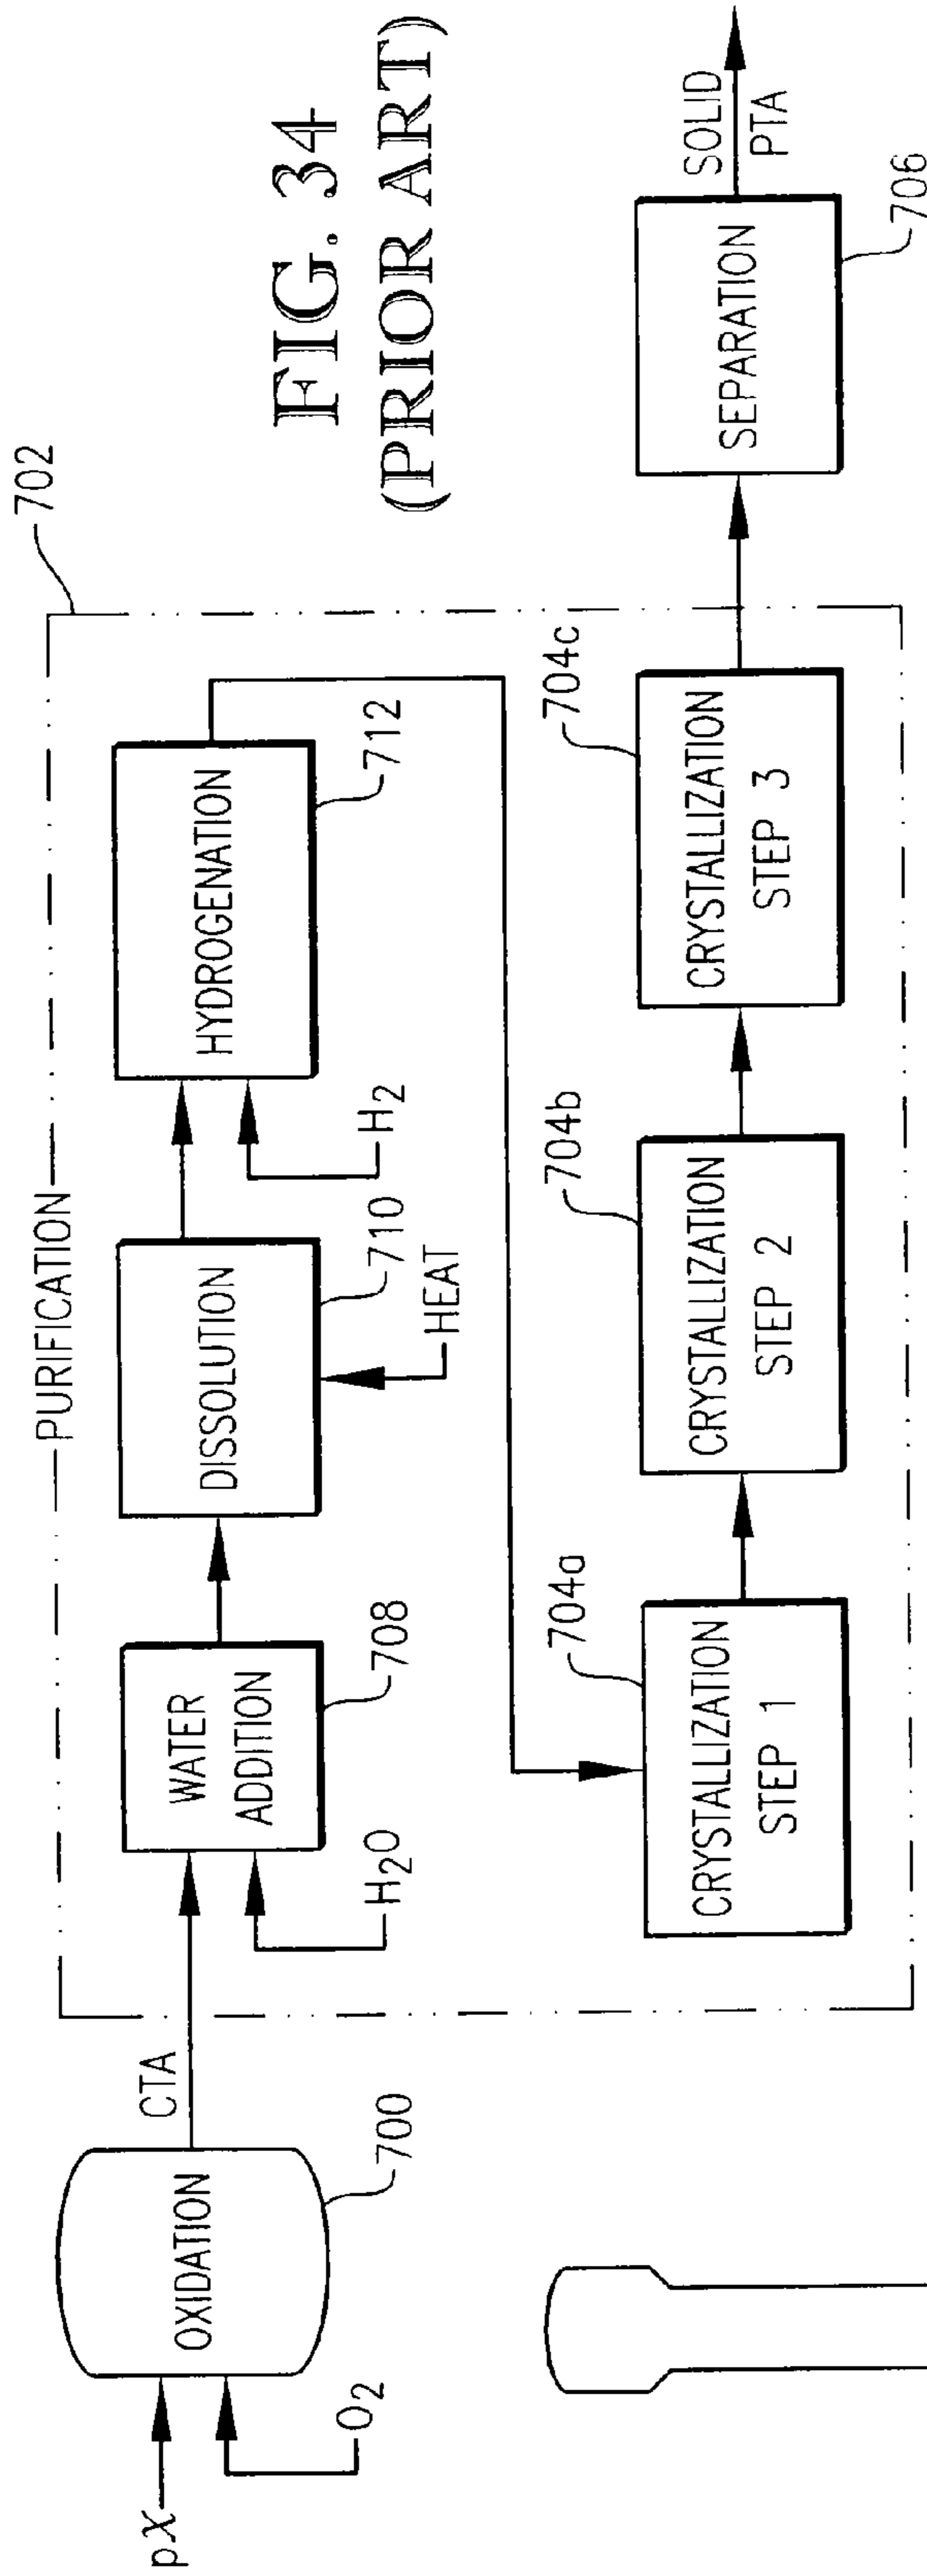 FIG. 34
(PRIOR ART)
pX
O2
OXIDATION
700
CTA
PURIFICATION
702
H2O
WATER
ADDITION
708
DISSOLUTION
710
HEAT
H2
HYDROGENATION
712
704a
CRYSTALLIZATION
STEP 1
704b
CRYSTALLIZATION
STEP 2
704c
CRYSTALLIZATION
STEP 3
SEPARATION
706
SOLID
PTA